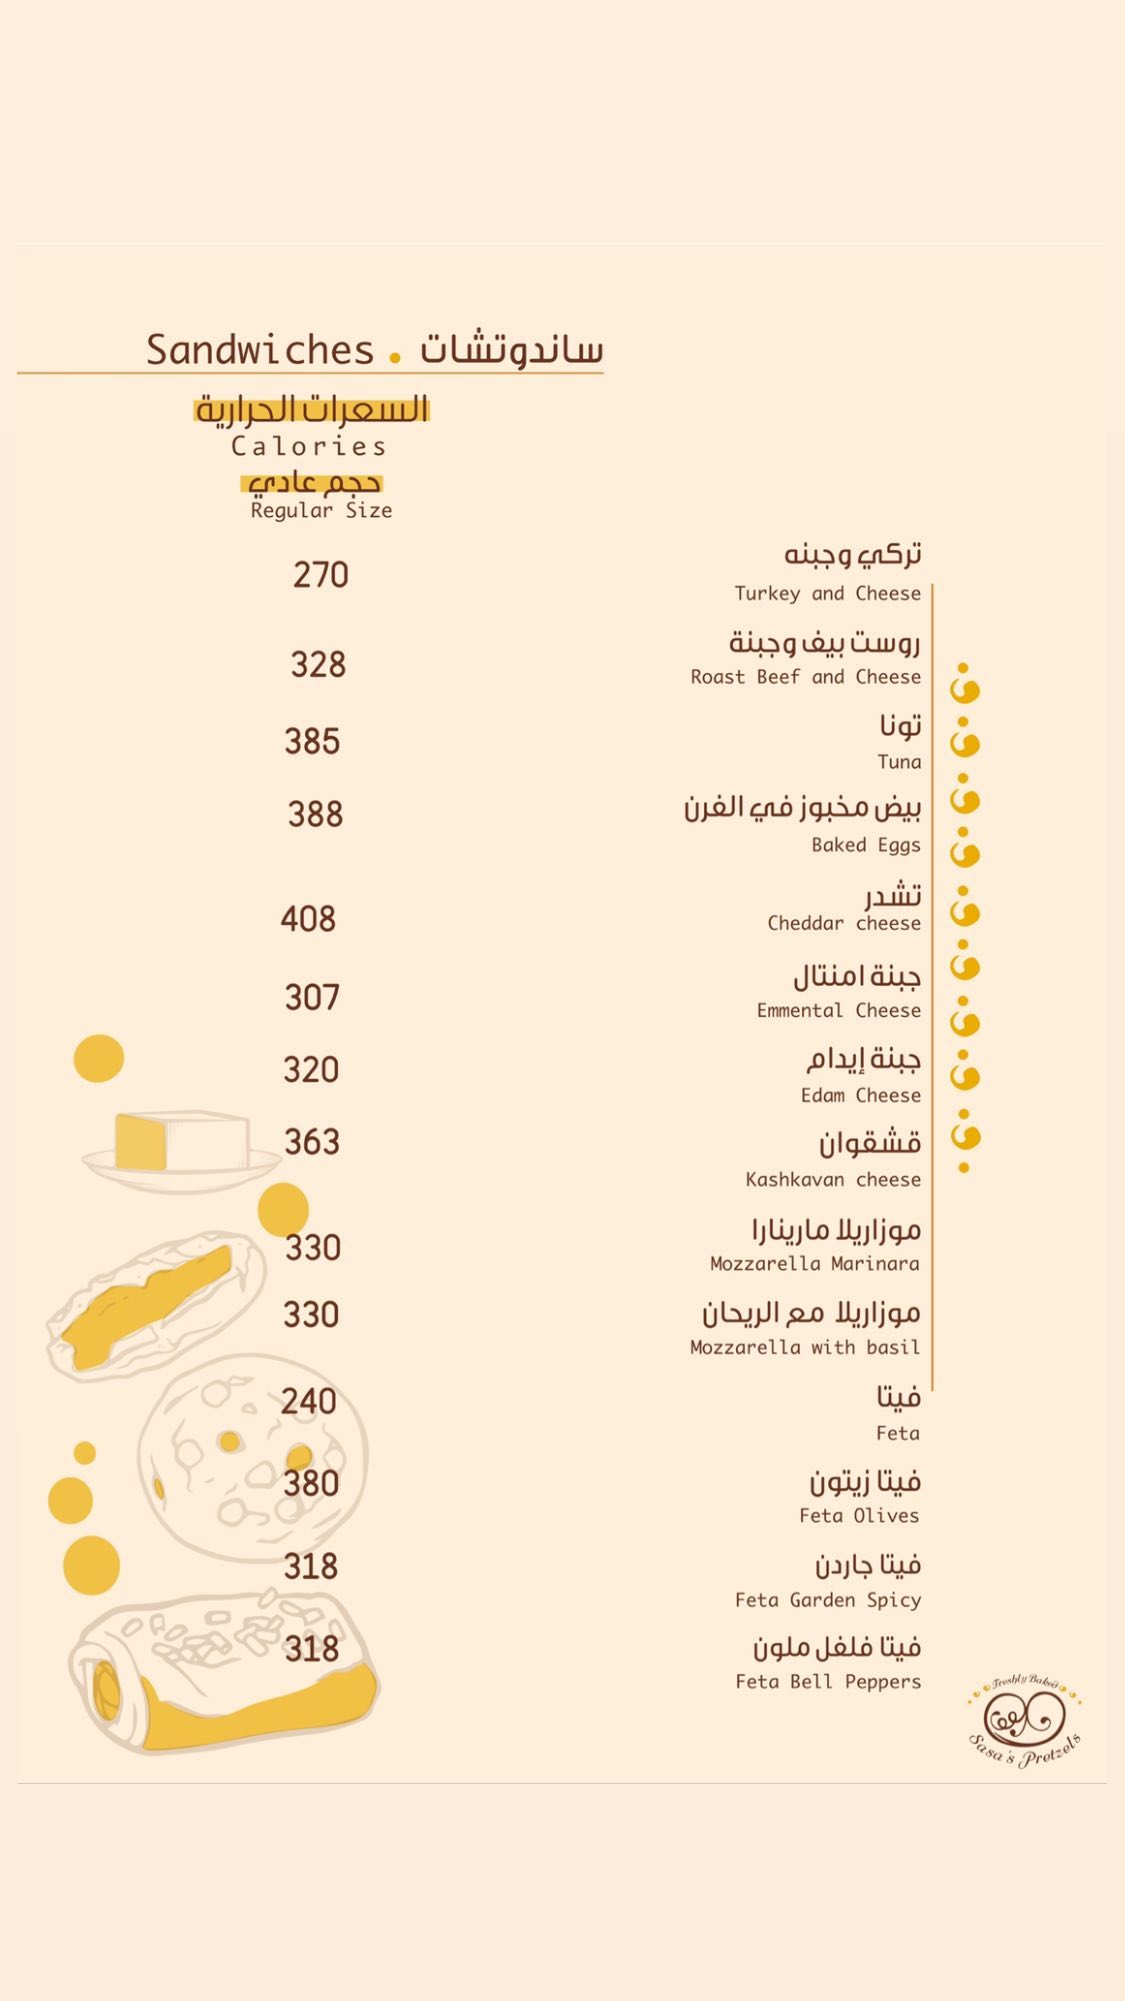 Sandwiches . ساندوتشات
السعرات الحرارية
Calories
حجم عادي
Regular Size
تركي وجبنه
270
Turkey and Cheese
روست بيف وجبنة
328
Roast Beef and Cheese
تونا
385
Tuna
بيض مخبوز في الفرن
388
Baked Eggs
تشدر
408
Cheddar cheese
جبنة امنتال
307
Emmental Cheese
جبنة إيدام
320
Edam Cheese
قشقوان
363
Kashkavan cheese
موزاريلا مارينارا
330
Mozzarella Marinara
موزاريلا مع الريحان
330
Mozzarella with basil
فيتا
240
Feta
فيتا زيتون
380
Feta Olives
فيتا جاردن
318
Feta Garden Spicy
فيتا فلفل ملون
318
Feta Bell Peppers
Freshly Baked
Sasa's Pretzels